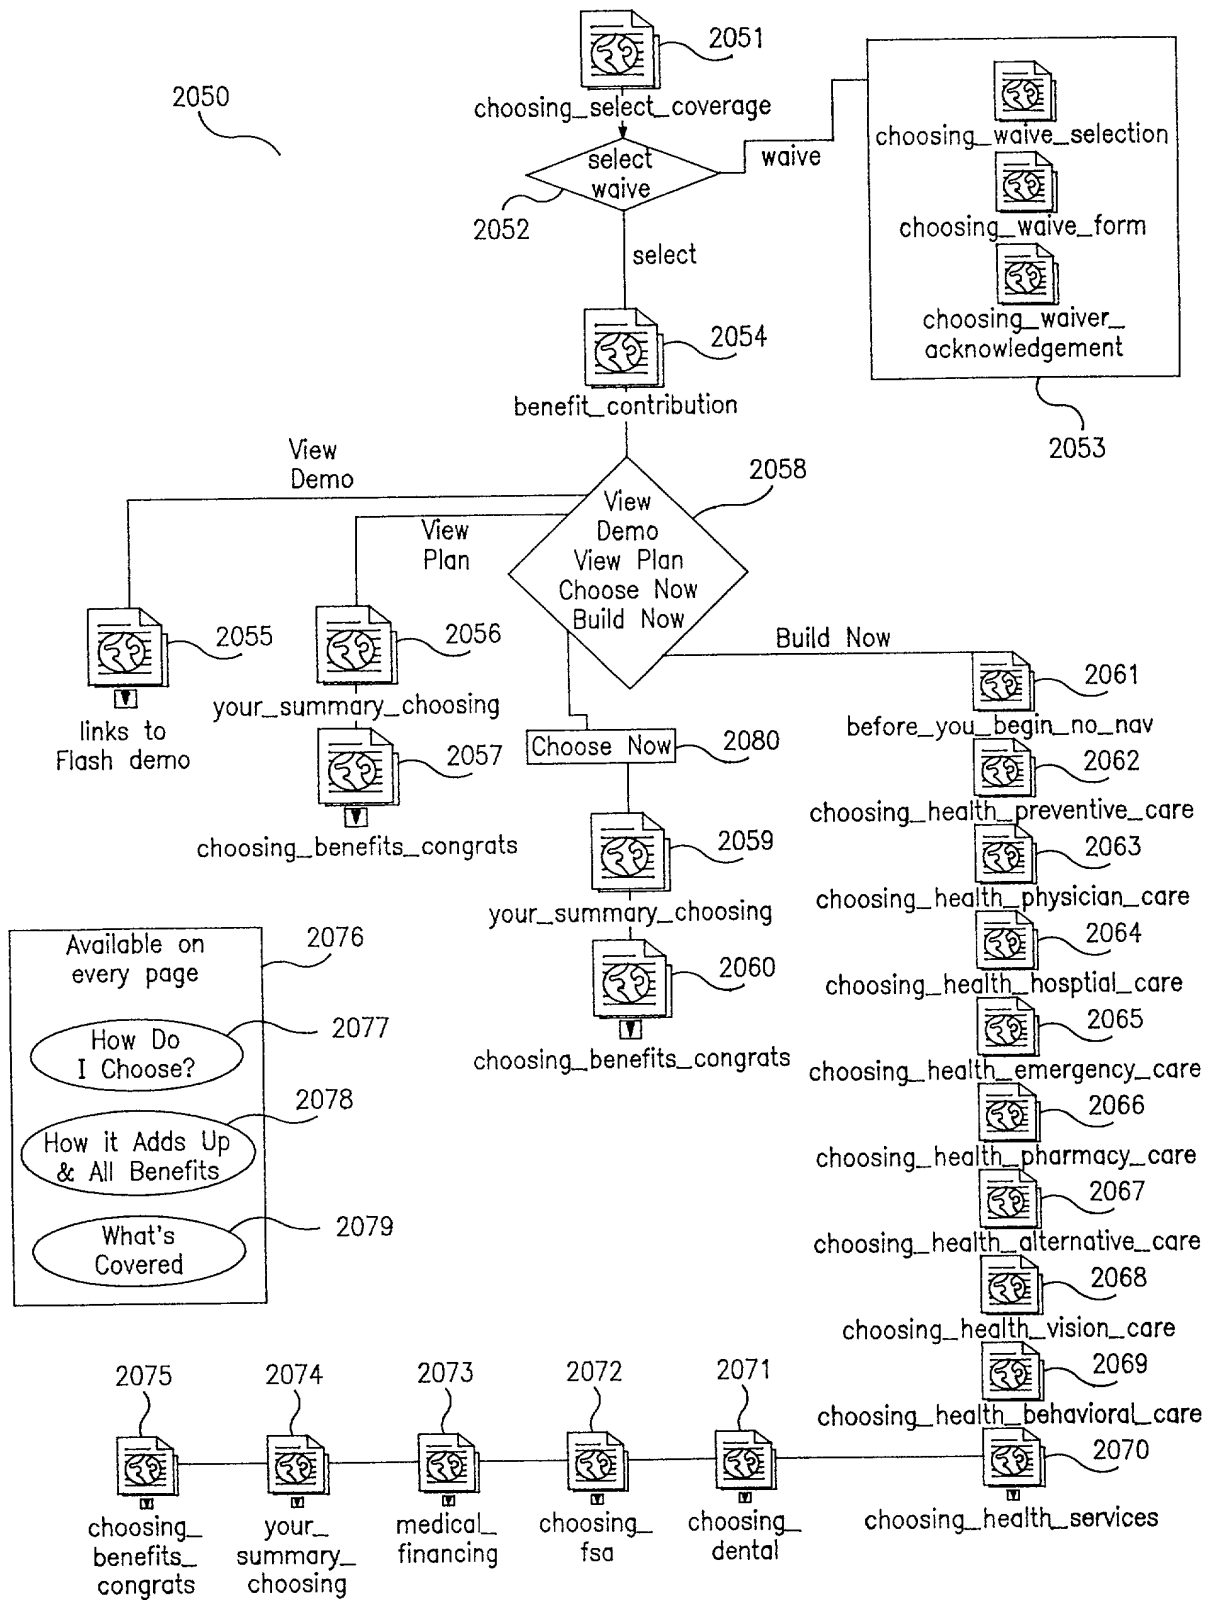 2051
choosing_select_coverage
2050
select
waive
waive
2052
select
choosing_waive_selection
choosing_waive_form
choosing_waiver_
acknowledgement
2053
2054
benefit_contribution
View
Demo
View
Plan
2058
View
Demo
View Plan
Choose Now
Build Now
2055
links to
Flash demo
2056
your_summary_choosing
2057
choosing_benefits_congrats
Choose Now
2080
2059
your_summary_choosing
2060
choosing_benefits_congrats
Build Now
2061
before_you_begin_no_nav
2062
choosing_health_preventive_care
2063
choosing_health_physician_care
2064
choosing_health_hosptial_care
2065
choosing_health_emergency_care
2066
choosing_health_pharmacy_care
2067
choosing_health_alternative_care
2068
choosing_health_vision_care
2069
choosing_health_behavioral_care
2070
choosing_health_services
Available on
every page
2076
How Do
I Choose?
2077
How it Adds Up
& All Benefits
2078
What's
Covered
2079
2075
choosing_
benefits_
congrats
2074
your_
summary_
choosing
2073
medical_
financing
2072
choosing_
fsa
2071
choosing_
dental